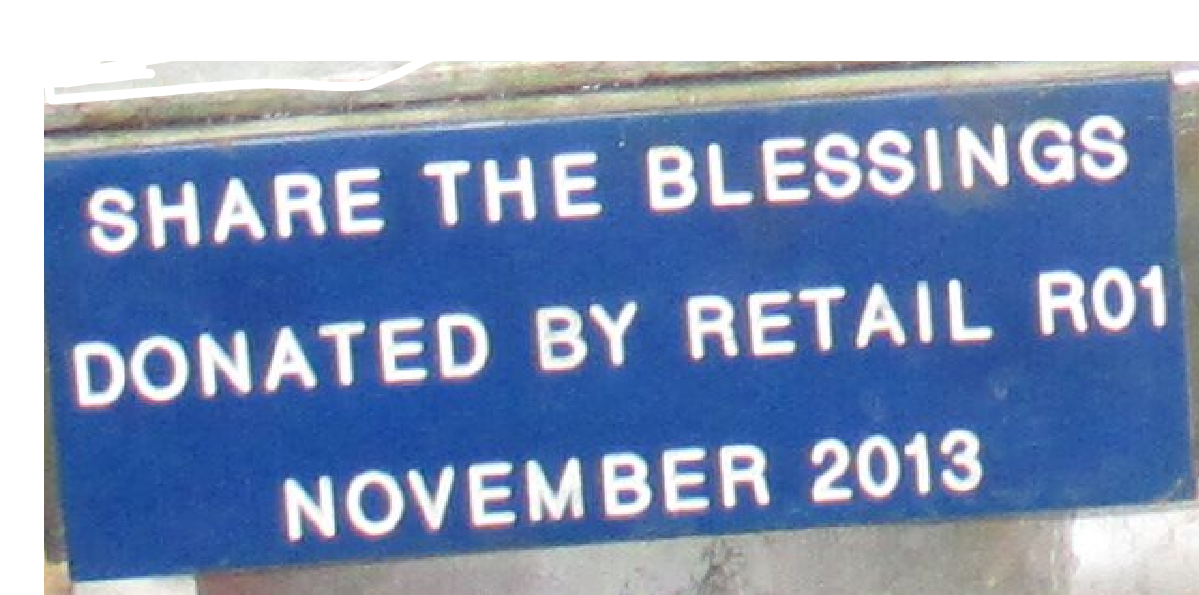 SHARE THE BLESSINGS
DONATED BY RETAIL R01
NOVEMBER 2013